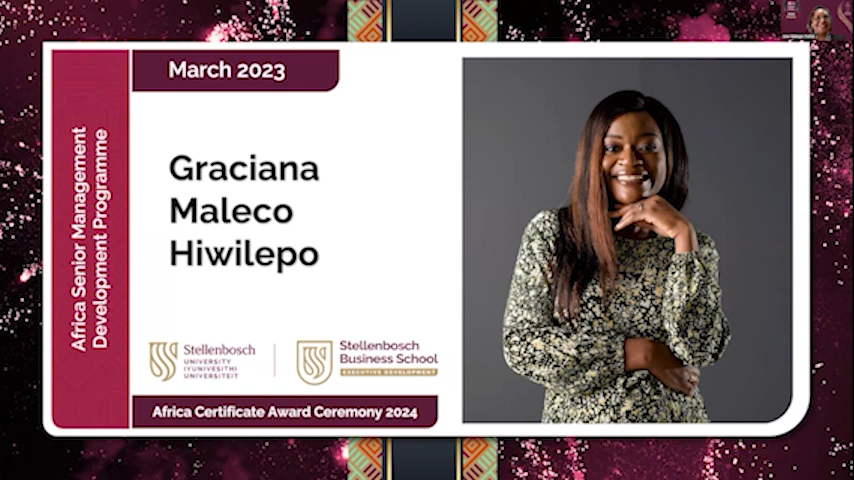 March 2023
Africa Senior Management
Development Programme
Graciana
Maleco
Hiwilepo
Stellenbosch
UNIVERSITY
IYUNIVESITHI
UNIVERSITEIT
Stellenbosch
Business School
EXECUTIVE DEVELOPMENT
Africa Certificate Award Ceremony 2024